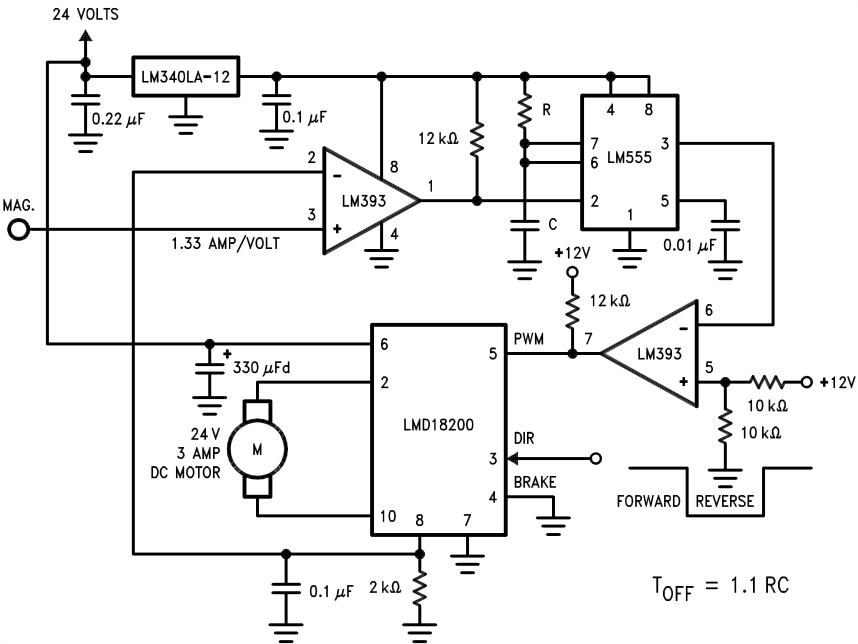 24 VOLTS
LM340LA-12
0.22 μF
0.1 μF
12 kΩ
R
4 8
7
6
LM555
3
2
5
1
C
0.01 μF
2
8
LM393
1
3
4
MAG.
1.33 AMP/VOLT
+12V
12 kΩ
PWM
7
6
LM393
5
+12V
10 kΩ
10 kΩ
6
5
+
330 μFd
2
LMD18200
24 V
3 AMP
DC MOTOR
M
DIR
3
BRAKE
4
10
8
7
FORWARD REVERSE
0.1 μF
2 kΩ
TOFF = 1.1 RC